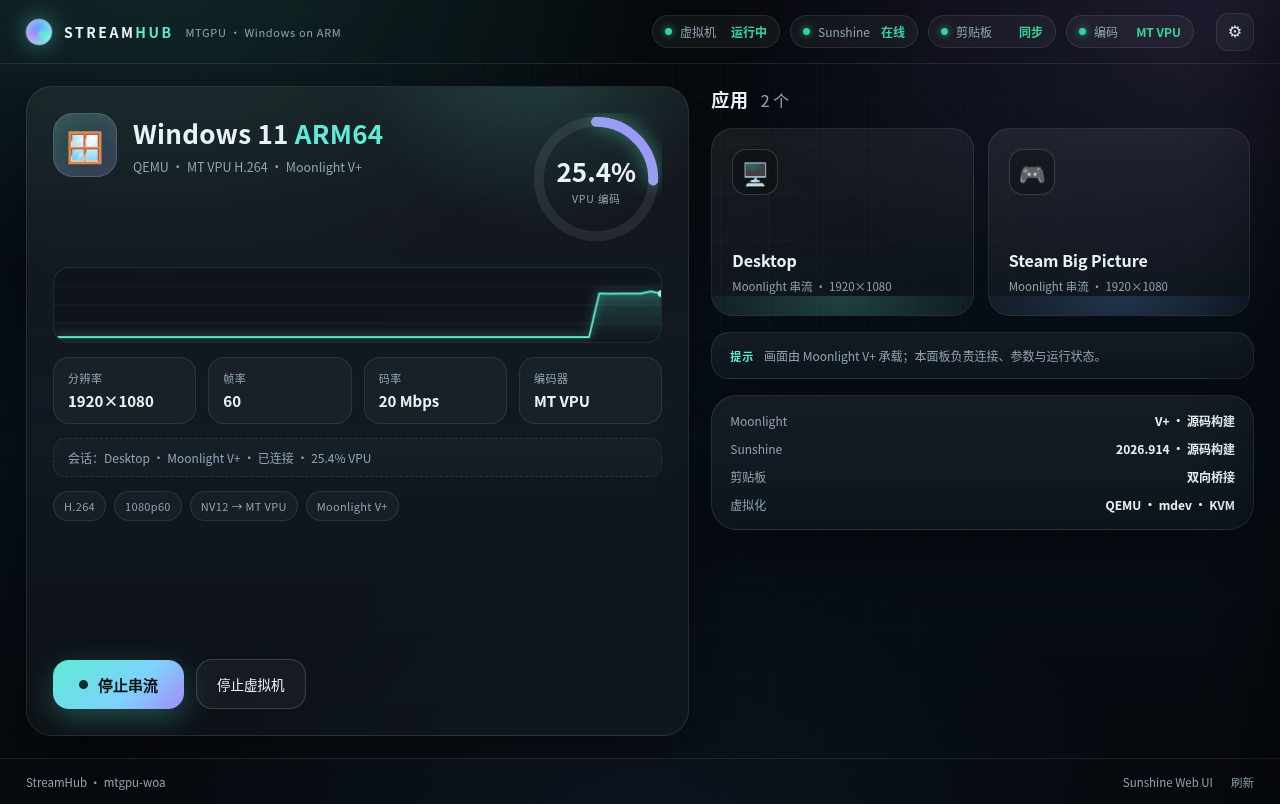 STREAMHUB MTGPU • Windows on ARM
虚拟机 运行中
Sunshine 在线
剪贴板 同步
编码 MT VPU
Windows 11 ARM64
QEMU • MT VPU H.264 • Moonlight V+
25.4%
VPU 编码
分辨率
1920×1080
帧率
60
码率
20 Mbps
编码器
MT VPU
会话: Desktop • Moonlight V+ • 已连接 • 25.4% VPU
H.264
1080p60
NV12 → MT VPU
Moonlight V+
停止串流
停止虚拟机
应用 2 个
Desktop
Moonlight 串流 • 1920×1080
Steam Big Picture
Moonlight 串流 • 1920×1080
提示 画面由 Moonlight V+ 承载；本面板负责连接、参数与运行状态。
Moonlight V+ • 源码构建
Sunshine 2026.914 • 源码构建
剪贴板 双向桥接
虚拟化 QEMU • mdev • KVM
StreamHub • mtgpu-woa
Sunshine Web UI 刷新